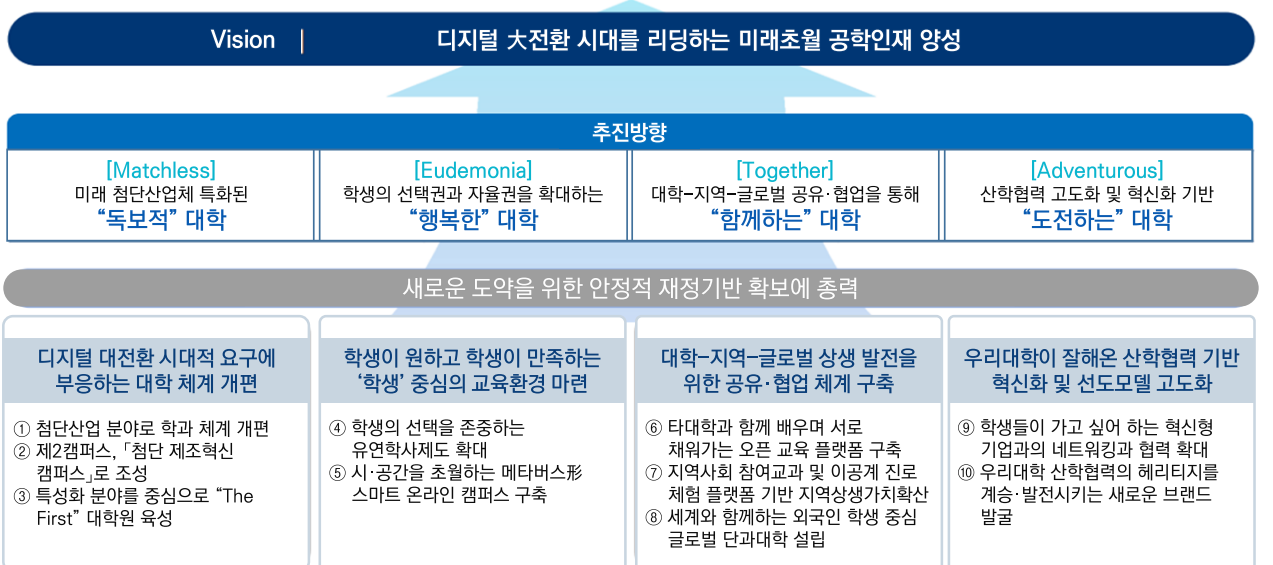 Vision | 디지털 大전환 시대를 리딩하는 미래초월 공학인재 양성
추진방향
[Matchless]
미래 첨단산업체 특화된
“독보적” 대학
[Eudemonia]
학생의 선택권과 자율권을 확대하는
“행복한” 대학
[Together]
대학-지역-글로벌 공유·협업을 통해
“함께하는” 대학
[Adventurous]
산학협력 고도화 및 혁신화 기반
“도전하는” 대학
새로운 도약을 위한 안정적 재정기반 확보에 총력
디지털 대전환 시대적 요구에
부응하는 대학 체계 개편
① 첨단산업 분야로 학과 체계 개편
② 제2캠퍼스, 「첨단 제조혁신
캠퍼스」로 조성
③ 특성화 분야를 중심으로 “The
First” 대학원 육성
학생이 원하고 학생이 만족하는
‘학생’ 중심의 교육환경 마련
④ 학생의 선택을 존중하는
유연학사제도 확대
⑤ 시·공간을 초월하는 메타버스形
스마트 온라인 캠퍼스 구축
대학-지역-글로벌 상생 발전을
위한 공유·협업 체계 구축
⑥ 타대학과 함께 배우며 서로
채워가는 오픈 교육 플랫폼 구축
⑦ 지역사회 참여교과 및 이공계 진로
체험 플랫폼 기반 지역상생가치확산
⑧ 세계와 함께하는 외국인 학생 중심
글로벌 단과대학 설립
우리대학이 잘해온 산학협력 기반
혁신화 및 선도모델 고도화
⑨ 학생들이 가고 싶어 하는 혁신형
기업과의 네트워킹과 협력 확대
⑩ 우리대학 산학협력의 헤리티지를
계승·발전시키는 새로운 브랜드
발굴